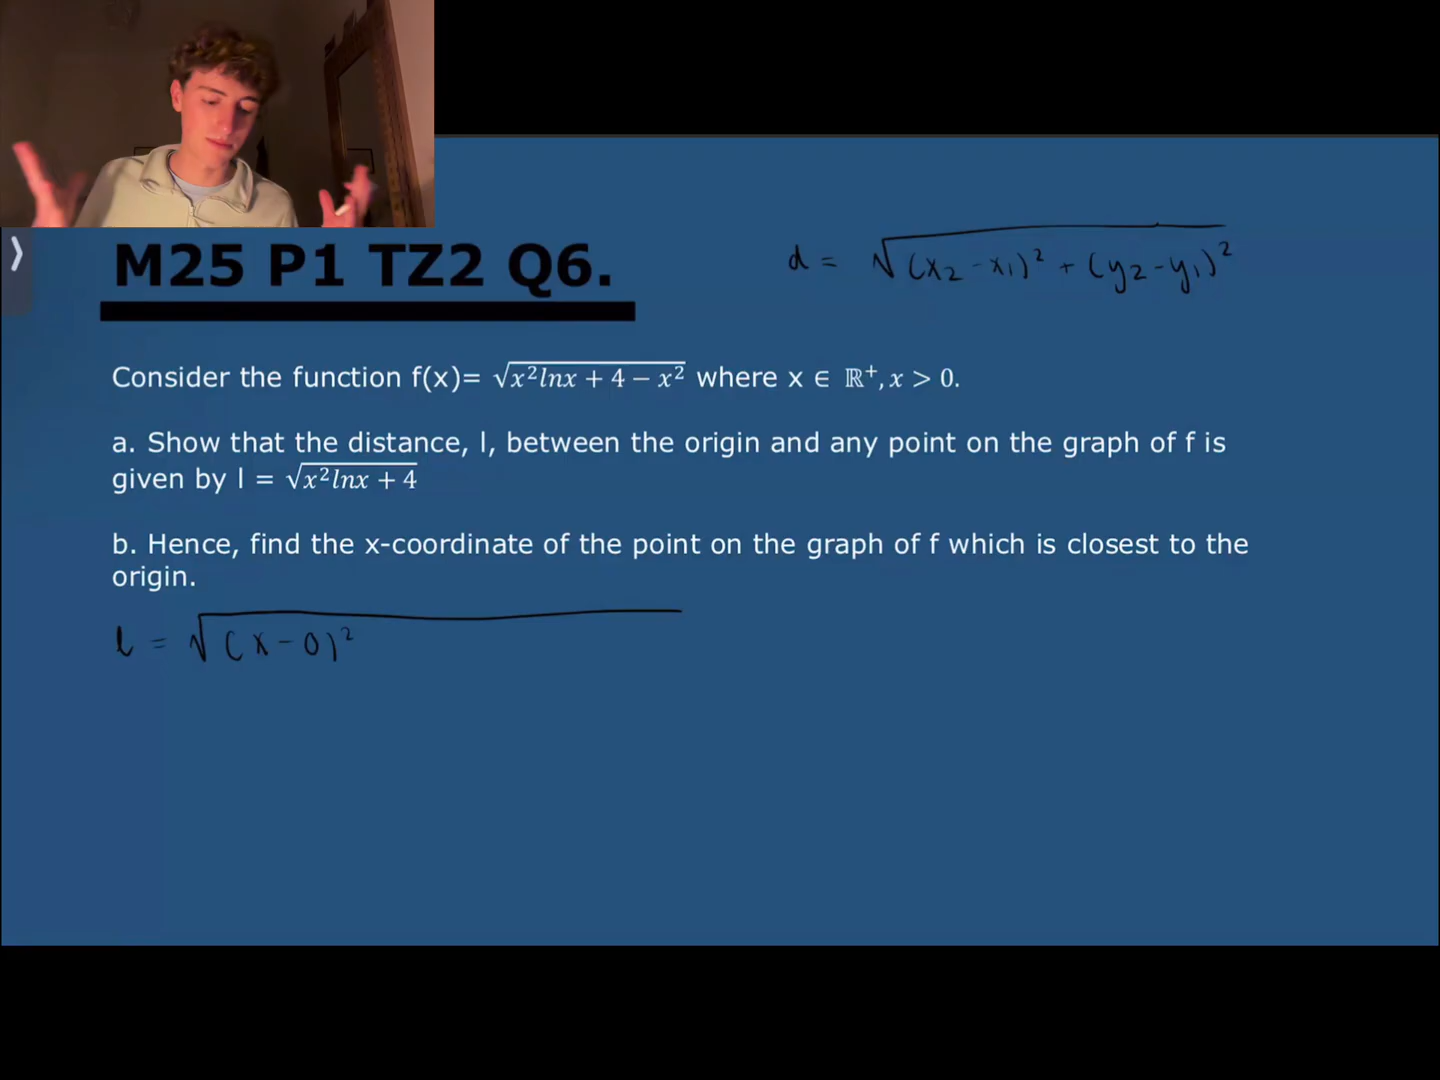 M25 P1 TZ2 Q6.
d = √(x₂ - x₁)² + (y₂ - y₁)²
Consider the function f(x)= √x²lnx + 4 − x² where x ∈ ℝ⁺, x > 0.
a. Show that the distance, l, between the origin and any point on the graph of f is
given by l = √x²lnx + 4
b. Hence, find the x-coordinate of the point on the graph of f which is closest to the
origin.
l = √(x - 0)²